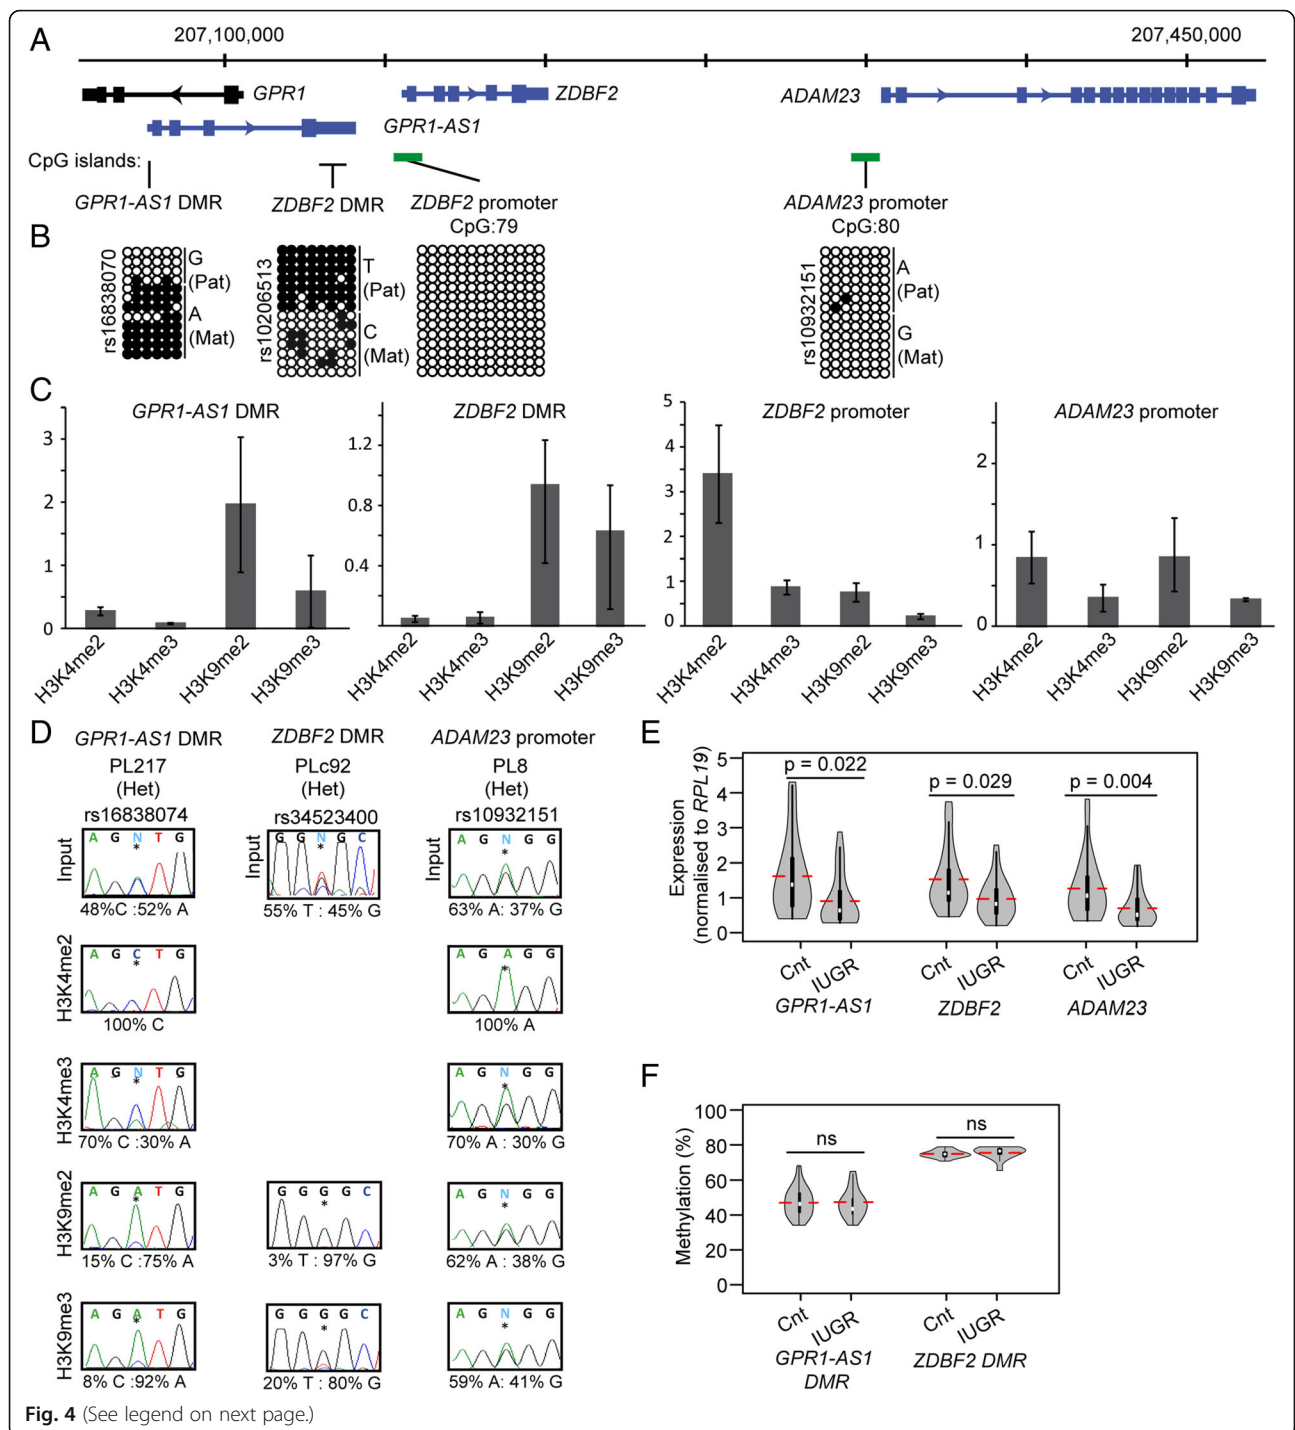 A
207,100,000
207,450,000
GPR1
ZDBF2
ADAM23
GPR1-AS1
CpG islands:
GPR1-AS1 DMR
ZDBF2 DMR
ZDBF2 promoter
CpG:79
ADAM23 promoter
CpG:80
B
rs16838070
G
(Pat)
A
(Mat)
rs10206513
T
(Pat)
C
(Mat)
rs10932151
A
(Pat)
G
(Mat)
C
GPR1-AS1 DMR
3
2
1
0
H3K4me2
H3K4me3
H3K9me2
H3K9me3
ZDBF2 DMR
1.2
0.8
0.4
H3K4me2
H3K4me3
H3K9me2
H3K9me3
ZDBF2 promoter
5
4
3
2
1
0
H3K4me2
H3K4me3
H3K9me2
H3K9me3
ADAM23 promoter
2
1
0
H3K4me2
H3K4me3
H3K9me2
H3K9me3
D
GPR1-AS1 DMR
PL217
(Het)
rs16838074
ZDBF2 DMR
PLc92
(Het)
rs34523400
ADAM23 promoter
PL8
(Het)
rs10932151
Input
A G N T G
*
48%C :52% A
Input
G G N G C
*
55% T : 45% G
Input
A G N G G
*
63% A: 37% G
H3K4me2
A G C T G
*
100% C
A G A G G
*
100% A
H3K4me3
A G N T G
*
70% C :30% A
A G N G G
*
70% A : 30% G
H3K9me2
A G A T G
*
15% C :75% A
G G G G C
*
3% T : 97% G
A G N G G
*
62% A : 38% G
H3K9me3
A G A T G
*
8% C :92% A
G G G G C
*
20% T : 80% G
A G N G G
*
59% A: 41% G
E
Expression
(normalised to RPL19)
5
4
3
2
1
0
p = 0.022
p = 0.029
p = 0.004
Cnt
IUGR
Cnt
IUGR
Cnt
IUGR
GPR1-AS1
ZDBF2
ADAM23
F
Methylation (%)
100
80
60
40
20
0
ns
ns
Cnt
IUGR
Cnt
IUGR
GPR1-AS1
DMR
ZDBF2 DMR
Fig. 4 (See legend on next page.)